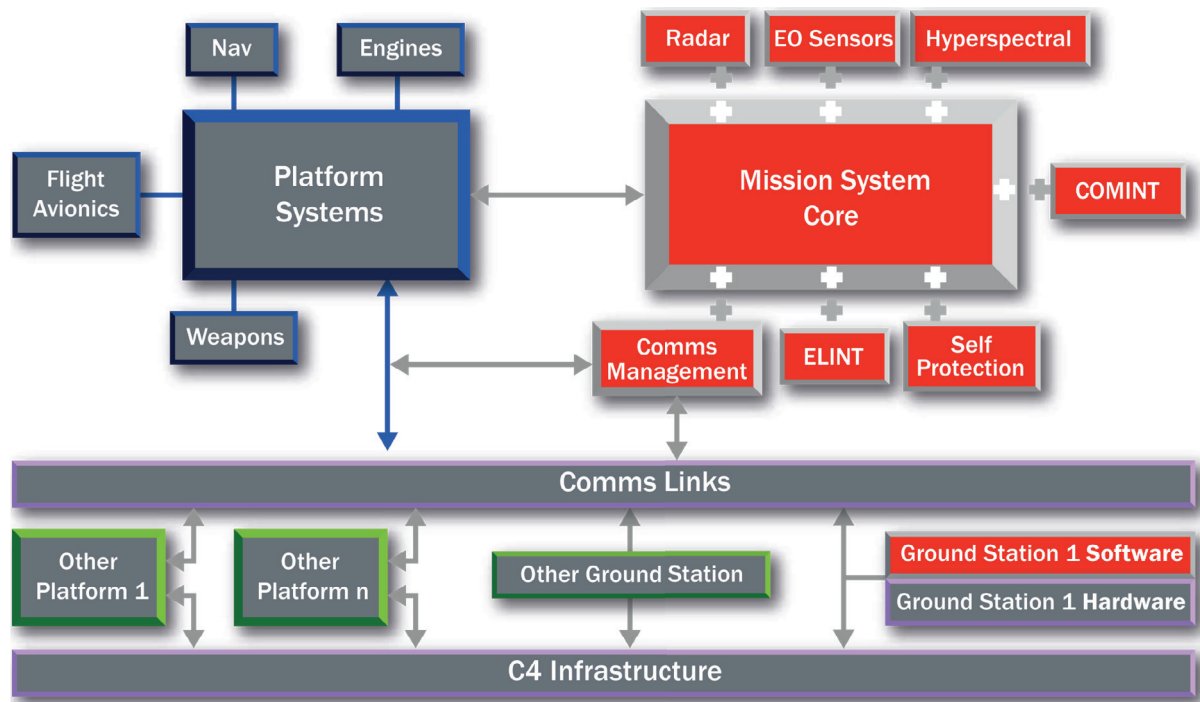 Nav
Engines
Radar
EO Sensors
Hyperspectral
Flight
Avionics
Platform
Systems
Mission System
Core
COMINT
Weapons
Comms
Management
ELINT
Self
Protection
Comms Links
Other
Platform 1
Other
Platform n
Other Ground Station
Ground Station 1 Software
Ground Station 1 Hardware
C4 Infrastructure